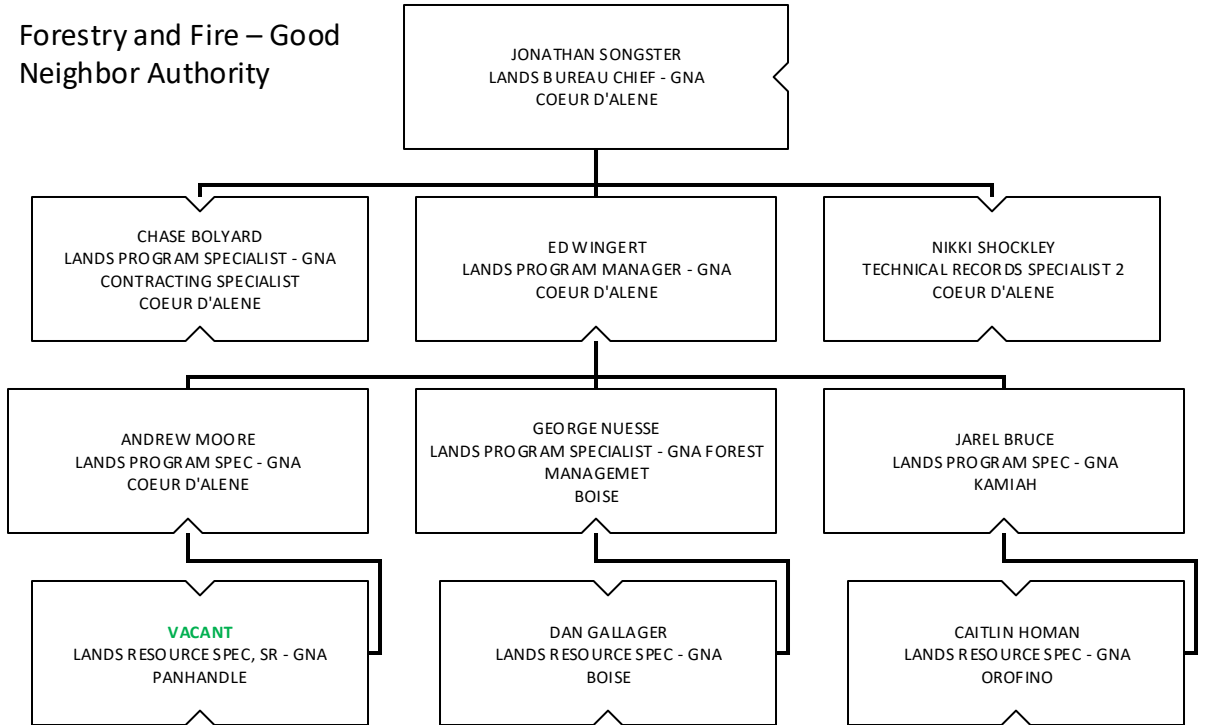 Forestry and Fire – Good
Neighbor Authority
JONATHAN SONGSTER
LANDS BUREAU CHIEF - GNA
COEUR D'ALENE
CHASE BOLYARD
LANDS PROGRAM SPECIALIST - GNA
CONTRACTING SPECIALIST
COEUR D'ALENE
ED WINGERT
LANDS PROGRAM MANAGER - GNA
COEUR D'ALENE
NIKKI SHOCKLEY
TECHNICAL RECORDS SPECIALIST 2
COEUR D'ALENE
ANDREW MOORE
LANDS PROGRAM SPEC - GNA
COEUR D'ALENE
GEORGE NUESSE
LANDS PROGRAM SPECIALIST - GNA FOREST
MANAGEMET
BOISE
JAREL BRUCE
LANDS PROGRAM SPEC - GNA
KAMIAH
VACANT
LANDS RESOURCE SPEC, SR - GNA
PANHANDLE
DAN GALLAGER
LANDS RESOURCE SPEC - GNA
BOISE
CAITLIN HOMAN
LANDS RESOURCE SPEC - GNA
OROFINO